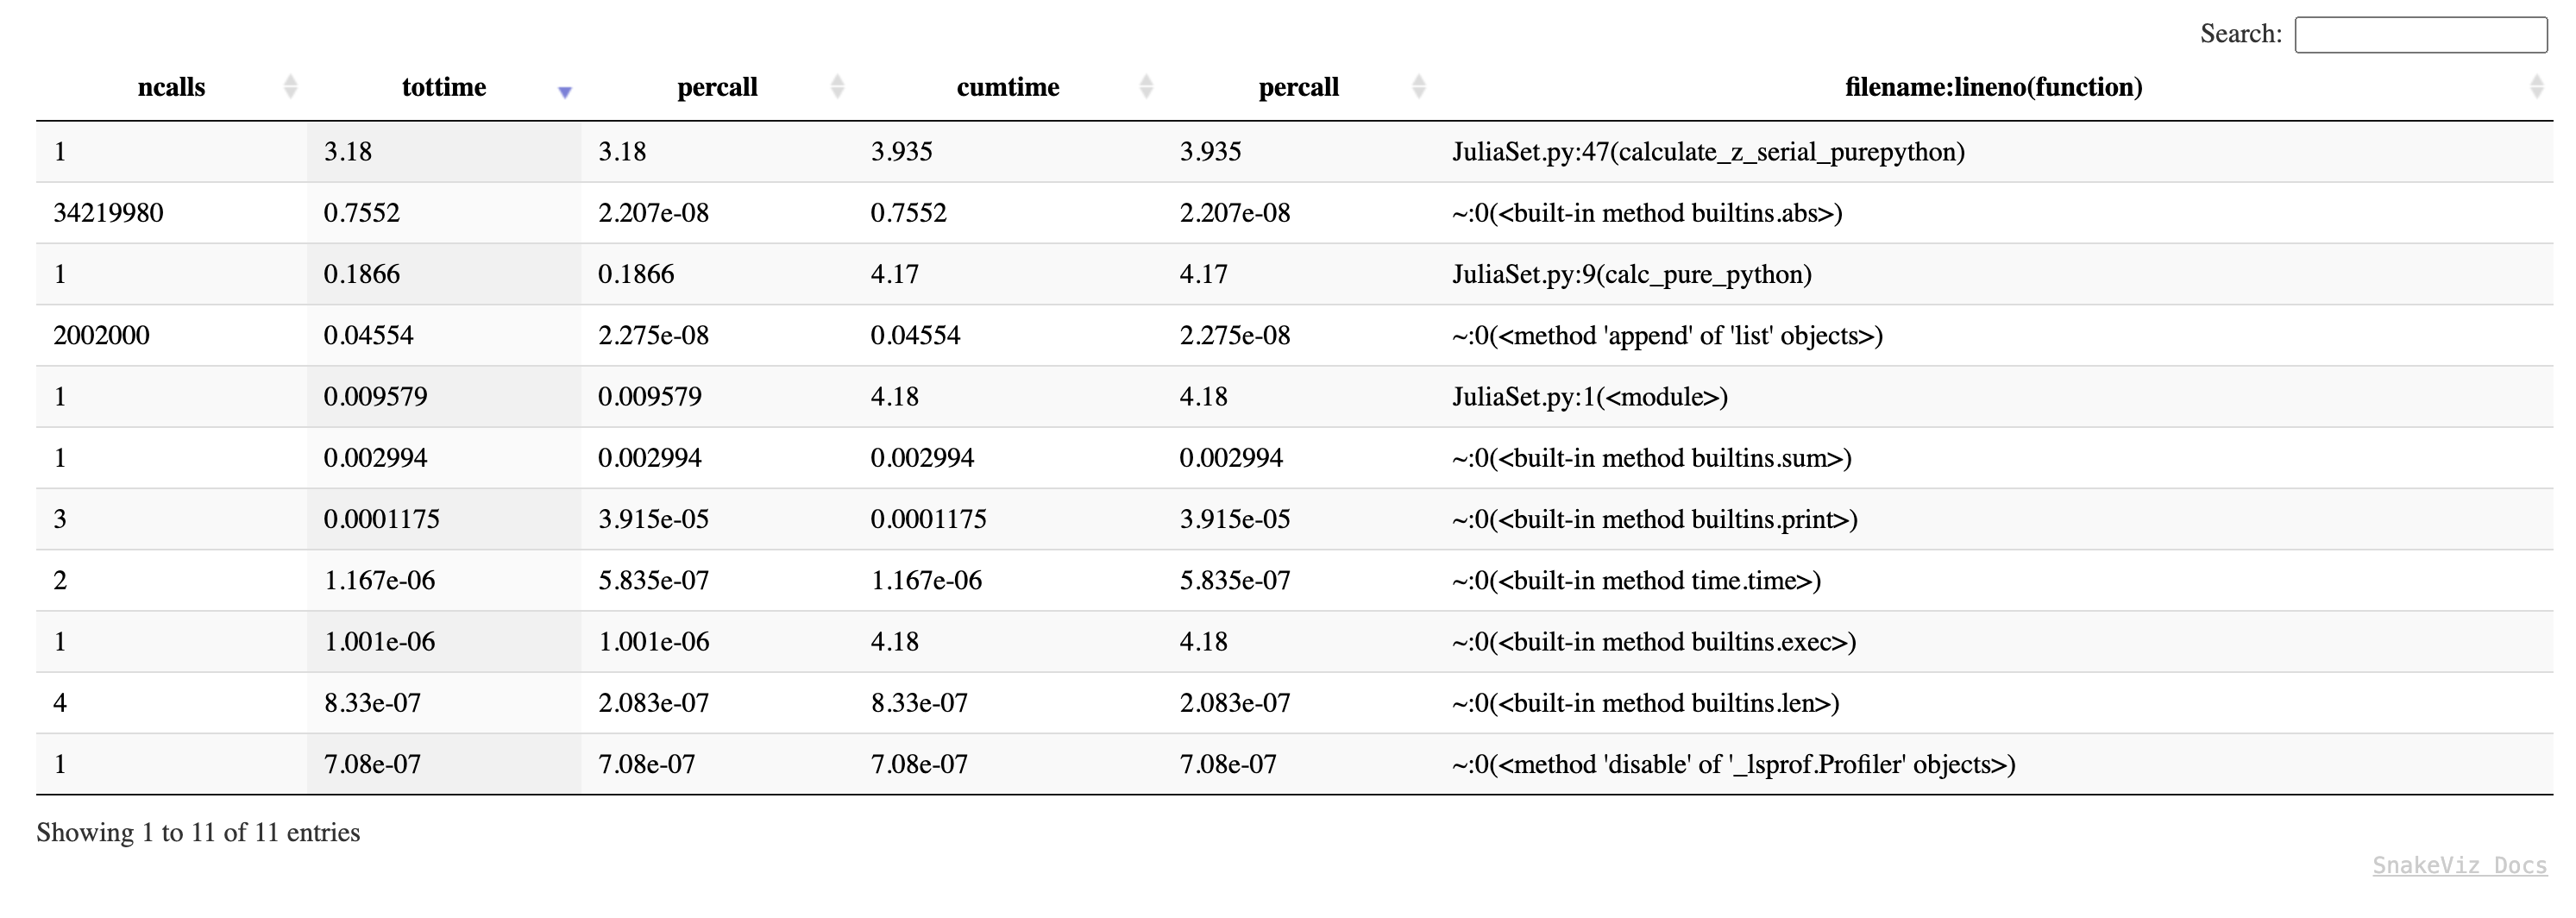 Search:
ncalls tottime percall cumtime percall filename:lineno(function)
1 3.18 3.18 3.935 3.935 JuliaSet.py:47(calculate_z_serial_purepython)
34219980 0.7552 2.207e-08 0.7552 2.207e-08 ~:0(<built-in method builtins.abs>)
1 0.1866 0.1866 4.17 4.17 JuliaSet.py:9(calc_pure_python)
2002000 0.04554 2.275e-08 0.04554 2.275e-08 ~:0(<method 'append' of 'list' objects>)
1 0.009579 0.009579 4.18 4.18 JuliaSet.py:1(<module>)
1 0.002994 0.002994 0.002994 0.002994 ~:0(<built-in method builtins.sum>)
3 0.0001175 3.915e-05 0.0001175 3.915e-05 ~:0(<built-in method builtins.print>)
2 1.167e-06 5.835e-07 1.167e-06 5.835e-07 ~:0(<built-in method time.time>)
1 1.001e-06 1.001e-06 4.18 4.18 ~:0(<built-in method builtins.exec>)
4 8.33e-07 2.083e-07 8.33e-07 2.083e-07 ~:0(<built-in method builtins.len>)
1 7.08e-07 7.08e-07 7.08e-07 7.08e-07 ~:0(<method 'disable' of '_lsprof.Profiler' objects>)
Showing 1 to 11 of 11 entries
SnakeViz Docs